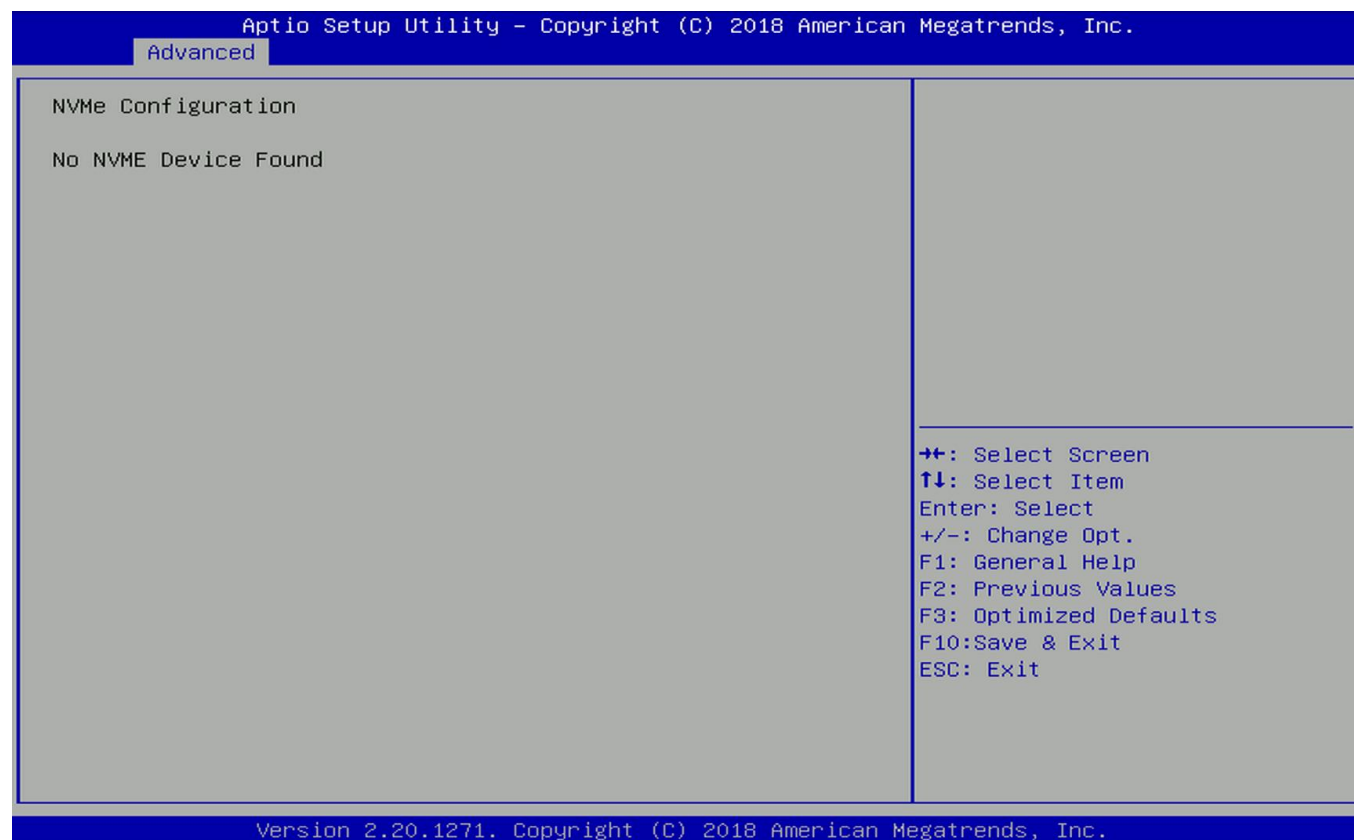 Aptio Setup Utility – Copyright (C) 2018 American Megatrends, Inc.
Advanced
NVMe Configuration
No NVME Device Found
→←: Select Screen
↑↓: Select Item
Enter: Select
+/-: Change Opt.
F1: General Help
F2: Previous Values
F3: Optimized Defaults
F10:Save & Exit
ESC: Exit
Version 2.20.1271. Copyright (C) 2018 American Megatrends, Inc.